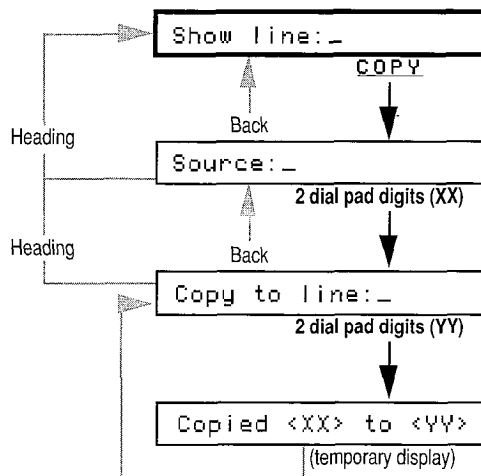 Show line:_
COPY
Heading
Back
Source:_
2 dial pad digits (XX)
Heading
Back
Copy to line:_
2 dial pad digits (YY)
Copied <XX> to <YY>
(temporary display)